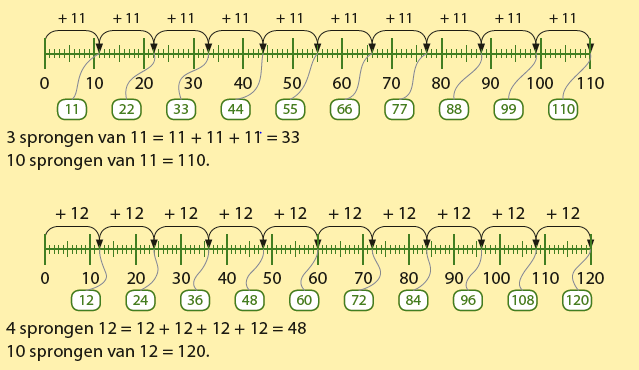 + 11 + 11 + 11 + 11 + 11 + 11 + 11 + 11 + 11 + 11 + 11
0 10 20 30 40 50 60 70 80 90 100 110
11 22 33 44 55 66 77 88 99 110
3 sprongen van 11 = 11 + 11 + 11 = 33
10 sprongen van 11 = 110.
+ 12 + 12 + 12 + 12 + 12 + 12 + 12 + 12 + 12 + 12
0 10 20 30 40 50 60 70 80 90 100 110 120
12 24 36 48 60 72 84 96 108 120
4 sprongen 12 = 12 + 12 + 12 + 12 = 48
10 sprongen van 12 = 120.